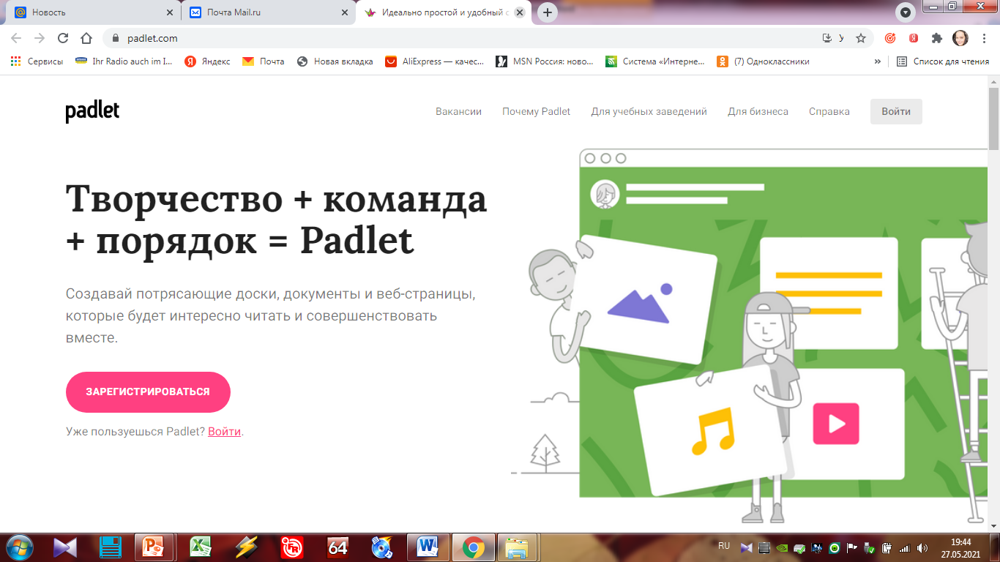 Новость
Почта Mail.ru
Идеально простой и удобный с
padlet.com
Сервисы
Ihr Radio auch im I...
Яндекс
Почта
Новая вкладка
AliExpress — качес...
MSN Россия: ново...
Система «Интерне...
(7) Одноклассники
»
Список для чтения
padlet
Вакансии
Почему Padlet
Для учебных заведений
Для бизнеса
Справка
Войти
Творчество + команда
+ порядок = Padlet
Создавай потрясающие доски, документы и веб-страницы,
которые будет интересно читать и совершенствовать
вместе.
ЗАРЕГИСТРИРОВАТЬСЯ
Уже пользуешься Padlet? Войти.
64
RU
19:44
27.05.2021